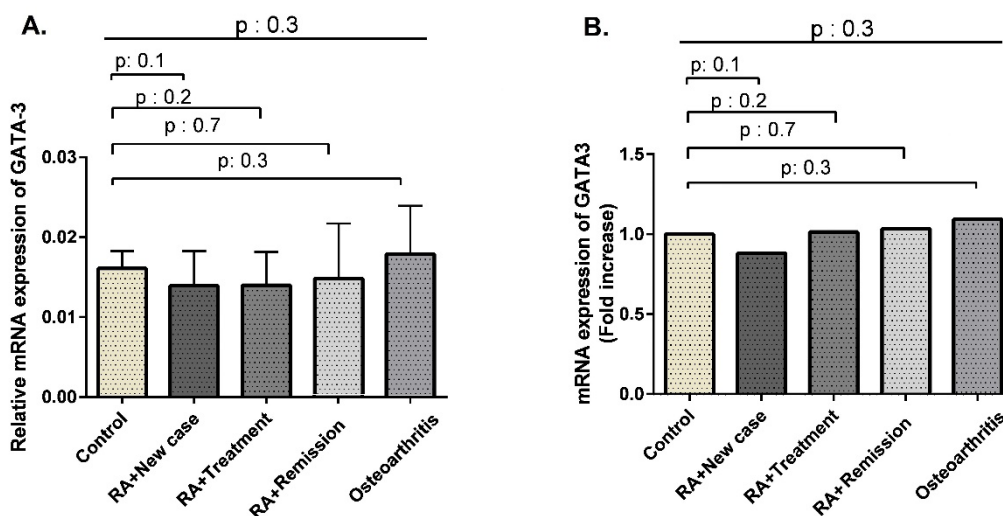 A.
p : 0.3
p: 0.1
p : 0.2
p : 0.7
p: 0.3
Relative mRNA expression of GATA-3
0.03
0.02
0.01
0.00
Control
RA+New case
RA+Treatment
RA+Remission
Osteoarthritis
B.
p : 0.3
p: 0.1
p : 0.2
p : 0.7
p: 0.3
mRNA expression of GATA3
(Fold increase)
1.5
1.0
0.5
0.0
Control
RA+New case
RA+Treatment
RA+Remission
Osteoarthritis